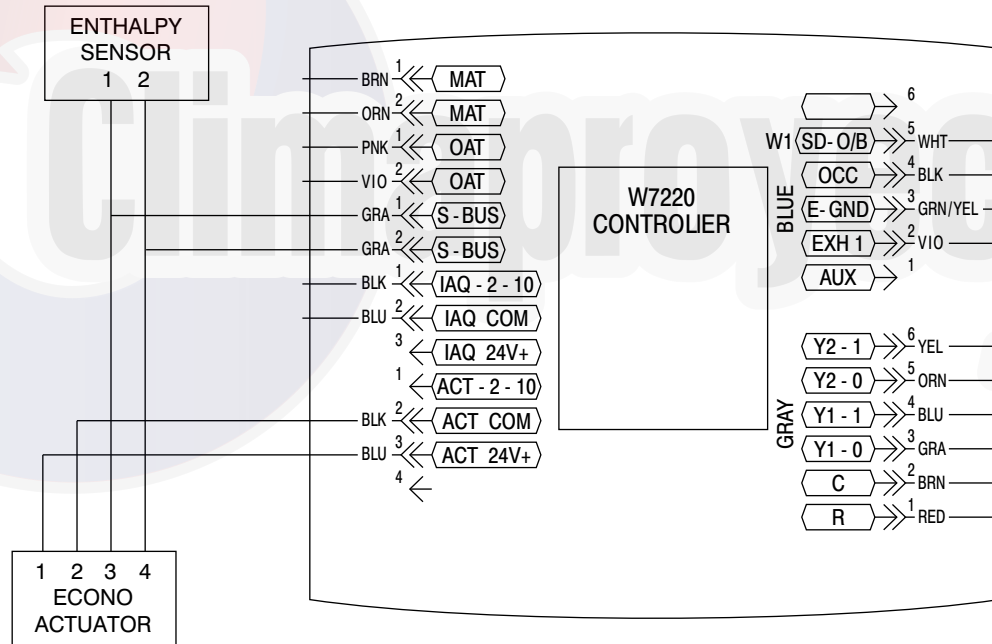 ENTHALPY
SENSOR
1 2
BRN 1 MAT
ORN 2 MAT
PNK 1 OAT
VIO 2 OAT
GRA 1 S-BUS
GRA 2 S-BUS
BLK 1 IAQ - 2 - 10
BLU 2 IAQ COM
3 IAQ 24V+
1 ACT - 2 - 10
BLK 2 ACT COM
BLU 3 ACT 24V+
4
W7220
CONTROLIER
BLUE
6
W1 SD- O/B 5 WHT
OCC 4 BLK
E- GND 3 GRN/YEL
EXH 1 2 VIO
AUX 1
GRAY
Y2 - 1 6 YEL
Y2 - 0 5 ORN
Y1 - 1 4 BLU
Y1 - 0 3 GRA
C 2 BRN
R 1 RED
1 2 3 4
ECONO
ACTUATOR
Climaproyec